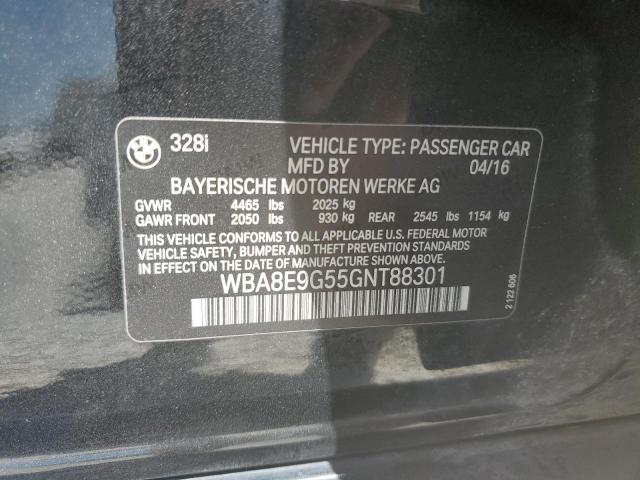 328i VEHICLE TYPE: PASSENGER CAR
MFD BY 04/16
BAYERISCHE MOTOREN WERKE AG
GVWR 4465 lbs 2025 kg
GAWR FRONT 2050 lbs 930 kg REAR 2545 lbs 1154 kg
THIS VEHICLE CONFORMS TO ALL APPLICABLE U.S. FEDERAL MOTOR
VEHICLE SAFETY, BUMPER AND THEFT PREVENTION STANDARDS
IN EFFECT ON THE DATE OF MANUFACTURE SHOWN ABOVE.
WBA8E9G55GNT88301
2 122 606